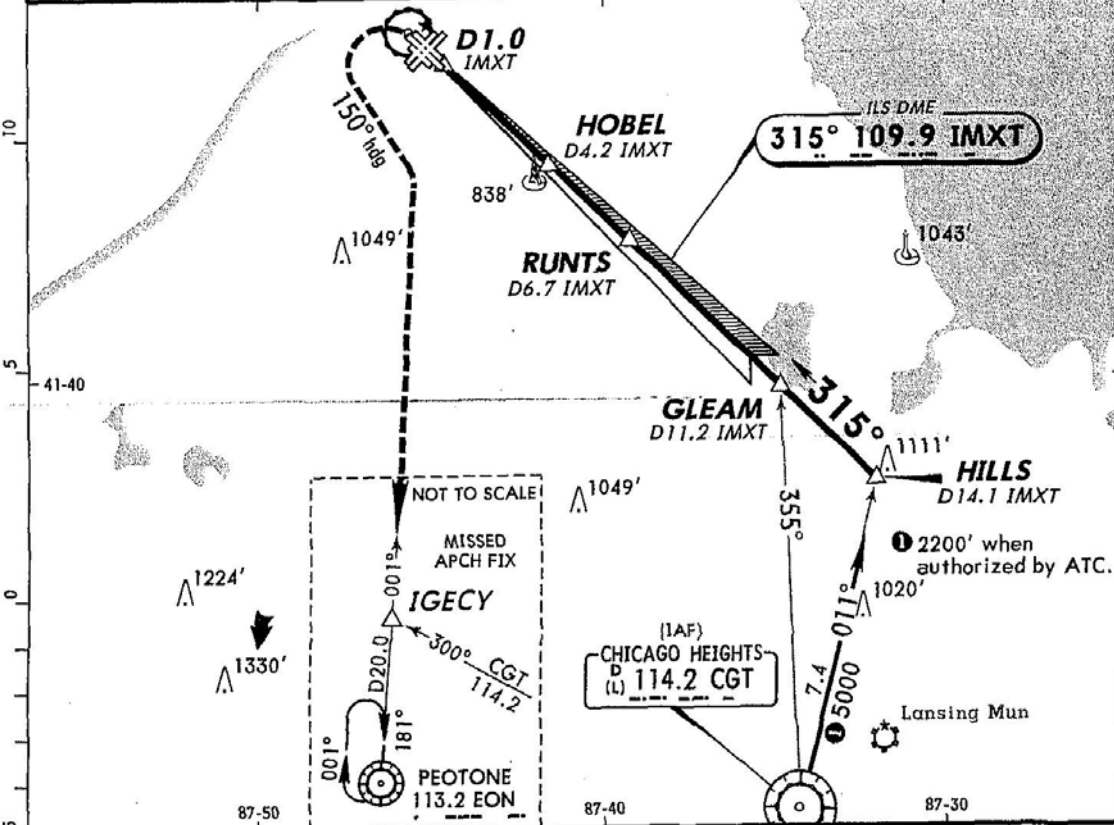 D1.0
IMXT
HOBEL
D4.2 IMXT
ILS DME
315° 109.9 IMXT
10
150° hdg
838'
1049'
1043'
RUNTS
D6.7 IMXT
5
41-40
GLEAM
D11.2 IMXT
315°
1111'
HILLS
D14.1 IMXT
NOT TO SCALE
1049'
355°
MISSED
APCH FIX
1 2200' when
authorized by ATC.
1224'
001°
IGECY
011°
1020'
0
(IAF)
CHICAGO HEIGHTS
D
(L) 114.2 CGT
300° CGT
114.2
D20.0
1330'
7.4
1 5000
Lansing Mun
181°
001°
PEOTONE
113.2 EON
87-50
87-40
87-30
5